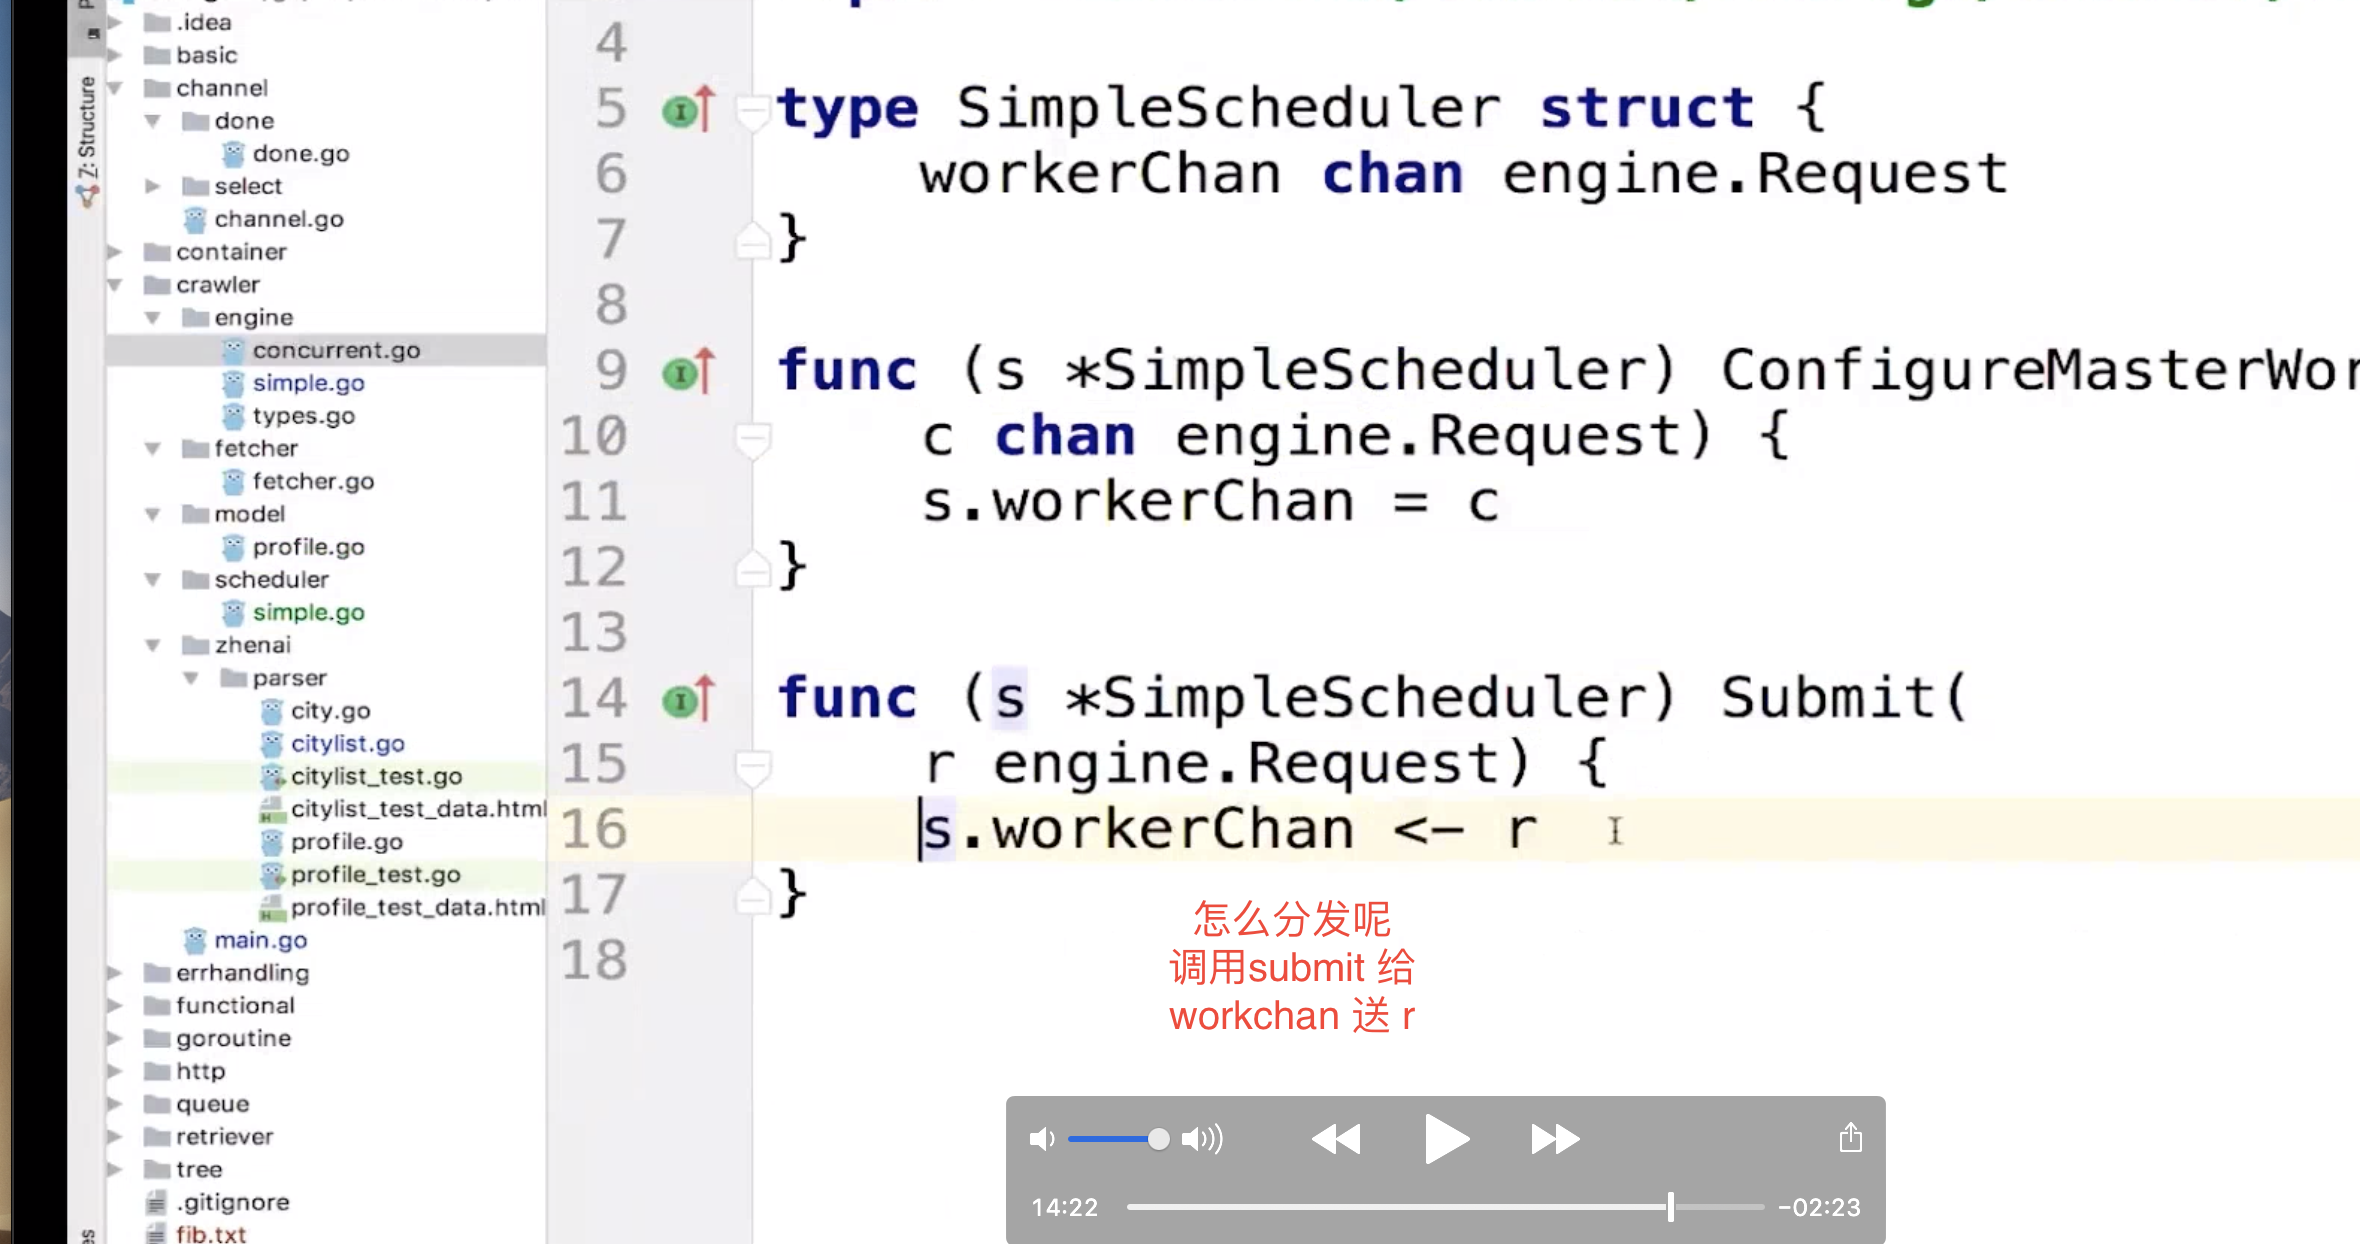 Z: Structure
.idea
basic
channel
done
done.go
select
channel.go
container
crawler
engine
concurrent.go
simple.go
types.go
fetcher
fetcher.go
model
profile.go
scheduler
simple.go
zhenai
parser
city.go
citylist.go
citylist_test.go
citylist_test_data.html
profile.go
profile_test.go
profile_test_data.html
main.go
errhandling
functional
goroutine
http
queue
retriever
tree
.gitignore
fib.txt
4
5 type SimpleScheduler struct {
6 workerChan chan engine.Request
7 }
8
9 func (s *SimpleScheduler) ConfigureMasterWor
10 c chan engine.Request) {
11 s.workerChan = c
12 }
13
14 func (s *SimpleScheduler) Submit(
15 r engine.Request) {
16 s.workerChan <- r
17 }
18
怎么分发呢
调用submit 给
workchan 送 r
14:22
-02:23